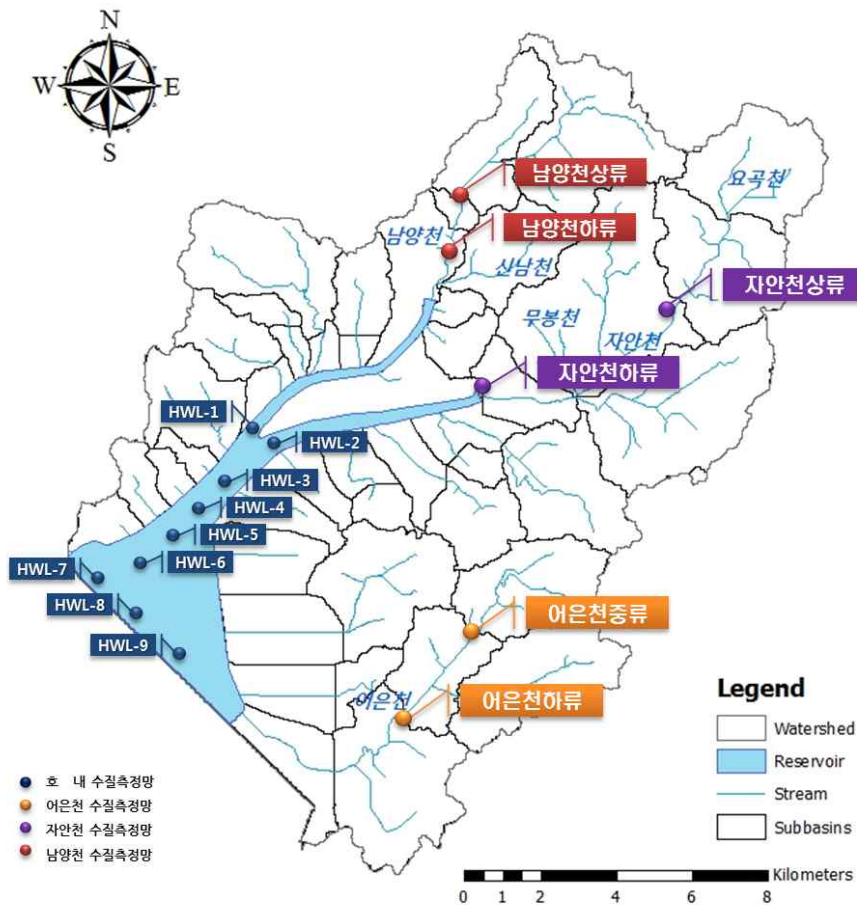 N
W
E
S
남양천상류
요곡천
남양천하류
남양천
신남천
자안천상류
무봉천
자안천
자안천하류
HWL-1
HWL-2
HWL-3
HWL-4
HWL-5
HWL-6
HWL-7
HWL-8
HWL-9
어은천중류
어은천
어은천하류
Legend
Watershed
Reservoir
Stream
Subbasins
호 내 수질측정망
어은천 수질측정망
자안천 수질측정망
남양천 수질측정망
Kilometers
0 1 2 4 6 8